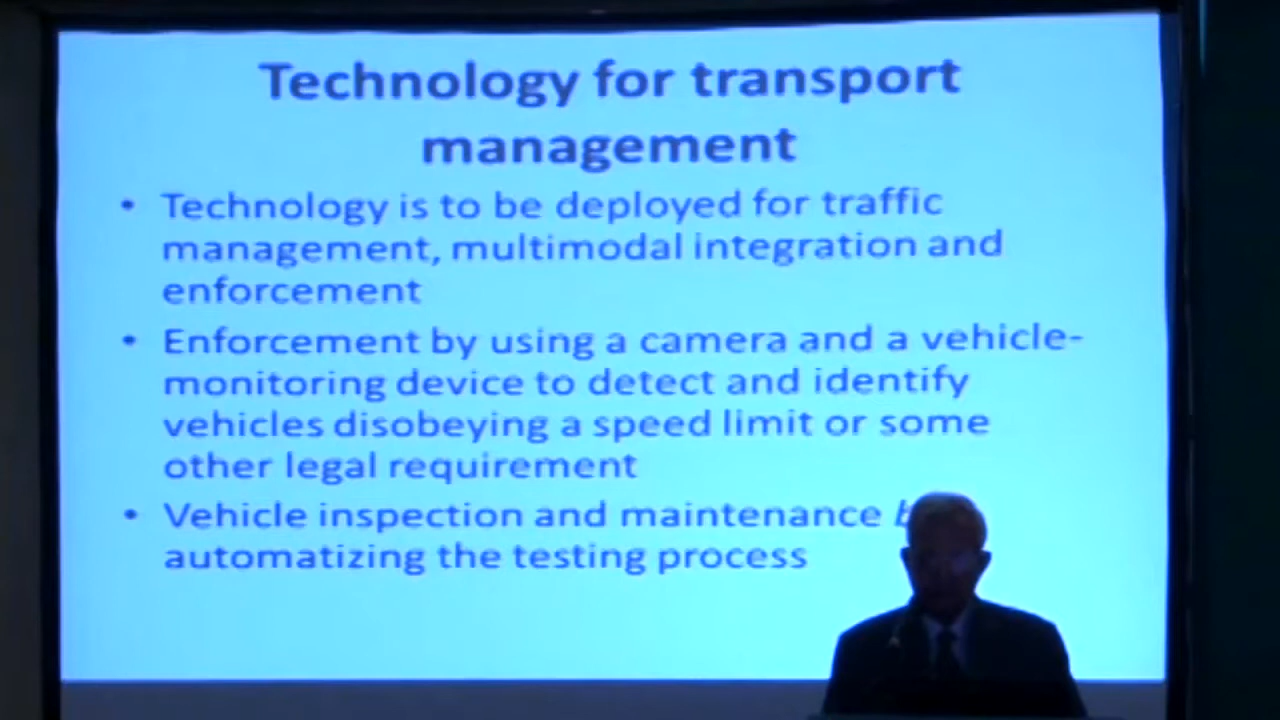 Technology for transport
management
• Technology is to be deployed for traffic
management, multimodal integration and
enforcement
• Enforcement by using a camera and a vehicle-
monitoring device to detect and identify
vehicles disobeying a speed limit or some
other legal requirement
• Vehicle inspection and maintenance
automatizing the testing process